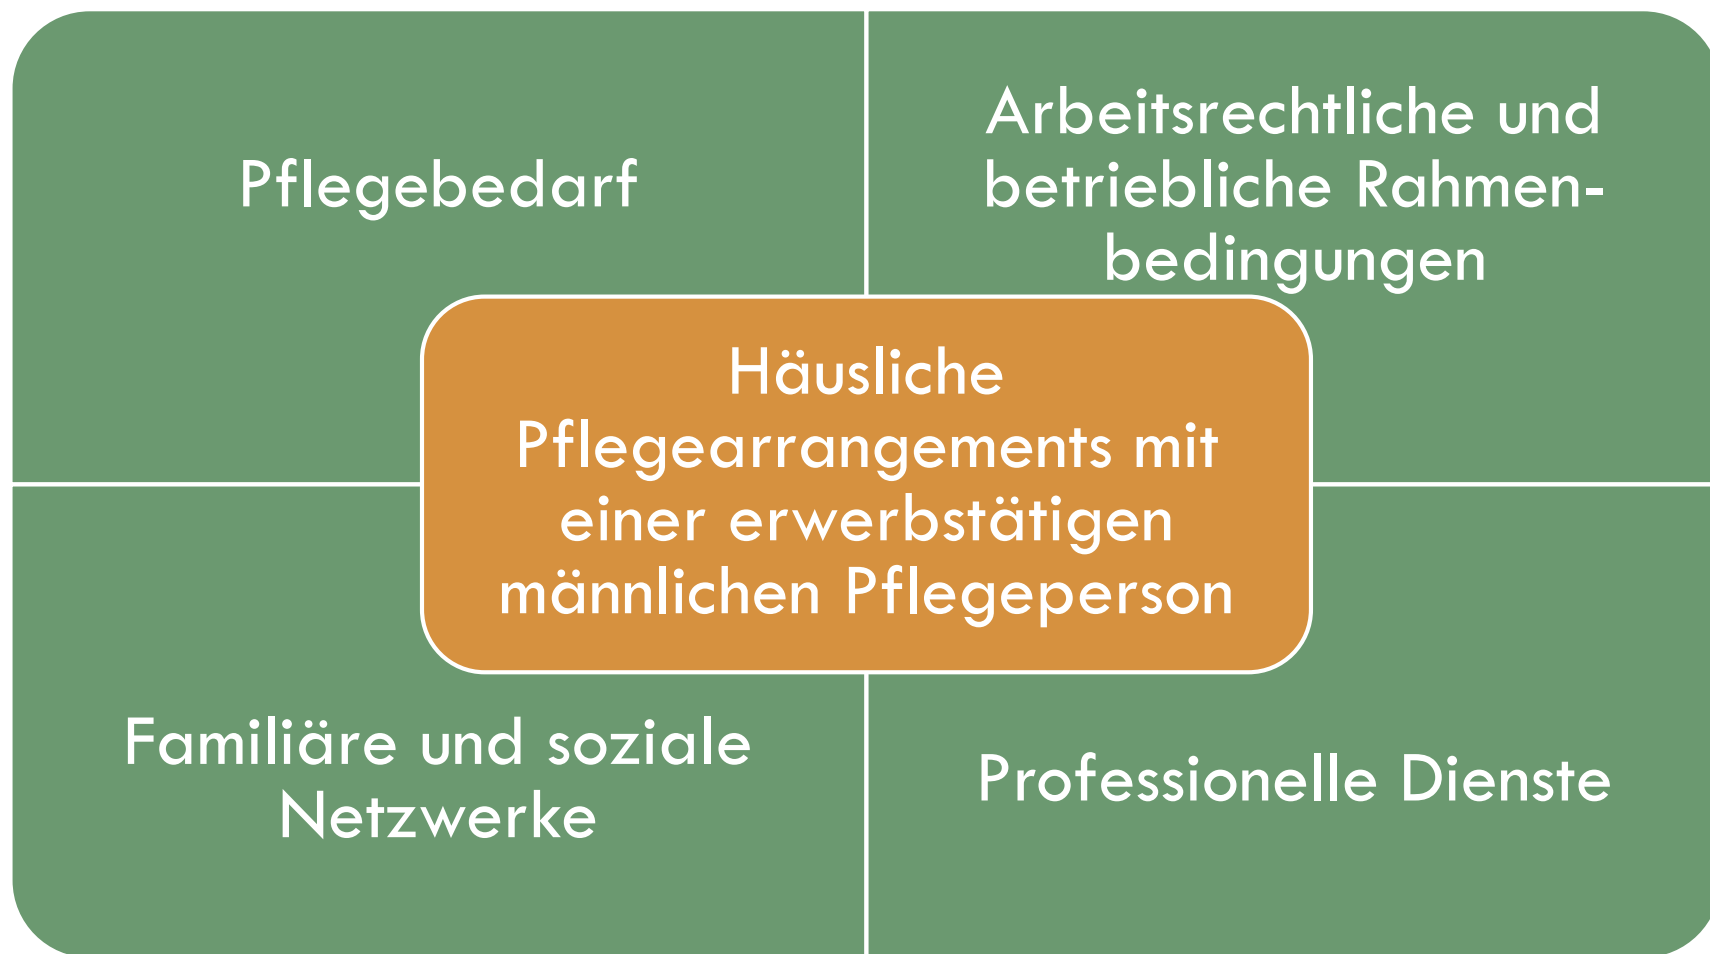 Pflegebedarf
Arbeitsrechtliche und
betriebliche Rahmen-
bedingungen
Häusliche
Pflegearrangements mit
einer erwerbstätigen
männlichen Pflegeperson
Familiäre und soziale
Netzwerke
Professionelle Dienste